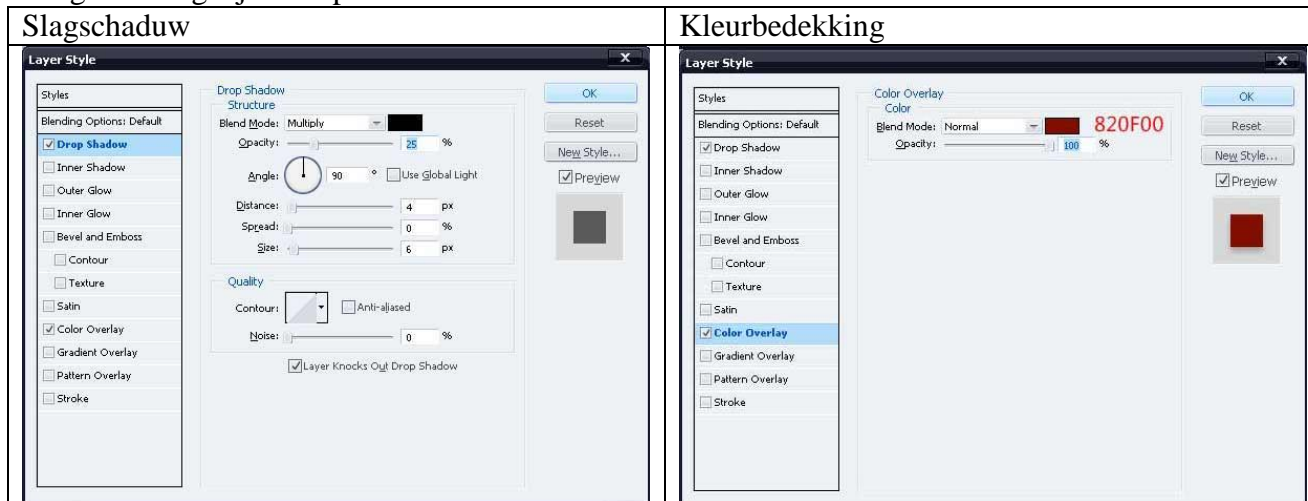 Slagschaduw
Layer Style
X
Styles
Blending Options: Default
Drop Shadow
Inner Shadow
Outer Glow
Inner Glow
Bevel and Emboss
Contour
Texture
Satin
Color Overlay
Gradient Overlay
Pattern Overlay
Stroke
Drop Shadow
Structure
Blend Mode: Multiply
Opacity: 25 %
Angle: 90 ° Use Global Light
Distance: 4 px
Spread: 0 %
Size: 6 px
Quality
Contour: Anti-aliased
Noise: 0 %
Layer Knocks Out Drop Shadow
OK
Reset
New Style...
Preview
Kleurbedekking
Layer Style
X
Styles
Blending Options: Default
Drop Shadow
Inner Shadow
Outer Glow
Inner Glow
Bevel and Emboss
Contour
Texture
Satin
Color Overlay
Gradient Overlay
Pattern Overlay
Stroke
Color Overlay
Color
Blend Mode: Normal 820F00
Opacity: 100 %
OK
Reset
New Style...
Preview